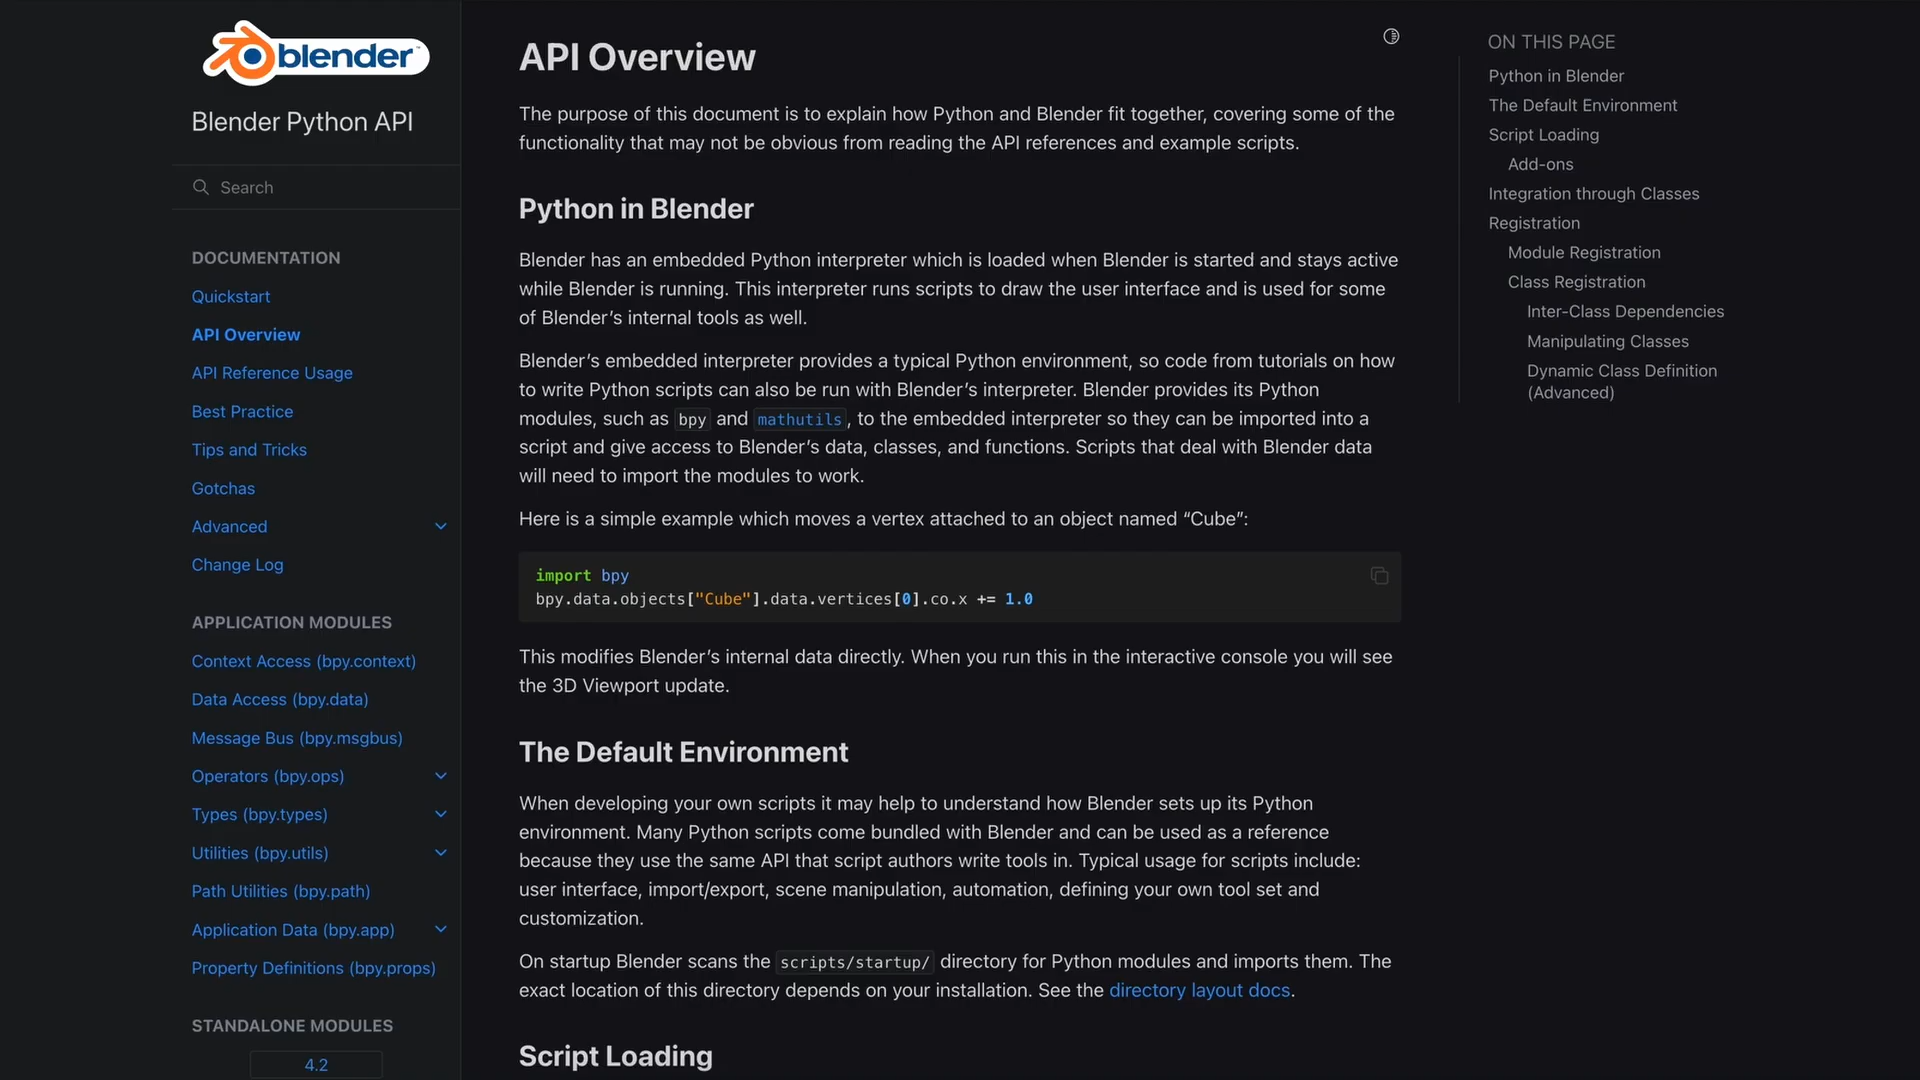 blender
Blender Python API
Search
DOCUMENTATION
Quickstart
API Overview
API Reference Usage
Best Practice
Tips and Tricks
Gotchas
Advanced
Change Log
APPLICATION MODULES
Context Access (bpy.context)
Data Access (bpy.data)
Message Bus (bpy.msgbus)
Operators (bpy.ops)
Types (bpy.types)
Utilities (bpy.utils)
Path Utilities (bpy.path)
Application Data (bpy.app)
Property Definitions (bpy.props)
STANDALONE MODULES
4.2
API Overview
The purpose of this document is to explain how Python and Blender fit together, covering some of the
functionality that may not be obvious from reading the API references and example scripts.
Python in Blender
Blender has an embedded Python interpreter which is loaded when Blender is started and stays active
while Blender is running. This interpreter runs scripts to draw the user interface and is used for some
of Blender’s internal tools as well.
Blender’s embedded interpreter provides a typical Python environment, so code from tutorials on how
to write Python scripts can also be run with Blender’s interpreter. Blender provides its Python
modules, such as bpy and mathutils, to the embedded interpreter so they can be imported into a
script and give access to Blender’s data, classes, and functions. Scripts that deal with Blender data
will need to import the modules to work.
Here is a simple example which moves a vertex attached to an object named “Cube”:
import bpy
bpy.data.objects["Cube"].data.vertices[0].co.x += 1.0
This modifies Blender’s internal data directly. When you run this in the interactive console you will see
the 3D Viewport update.
The Default Environment
When developing your own scripts it may help to understand how Blender sets up its Python
environment. Many Python scripts come bundled with Blender and can be used as a reference
because they use the same API that script authors write tools in. Typical usage for scripts include:
user interface, import/export, scene manipulation, automation, defining your own tool set and
customization.
On startup Blender scans the scripts/startup/ directory for Python modules and imports them. The
exact location of this directory depends on your installation. See the directory layout docs.
Script Loading
ON THIS PAGE
Python in Blender
The Default Environment
Script Loading
Add-ons
Integration through Classes
Registration
Module Registration
Class Registration
Inter-Class Dependencies
Manipulating Classes
Dynamic Class Definition
(Advanced)